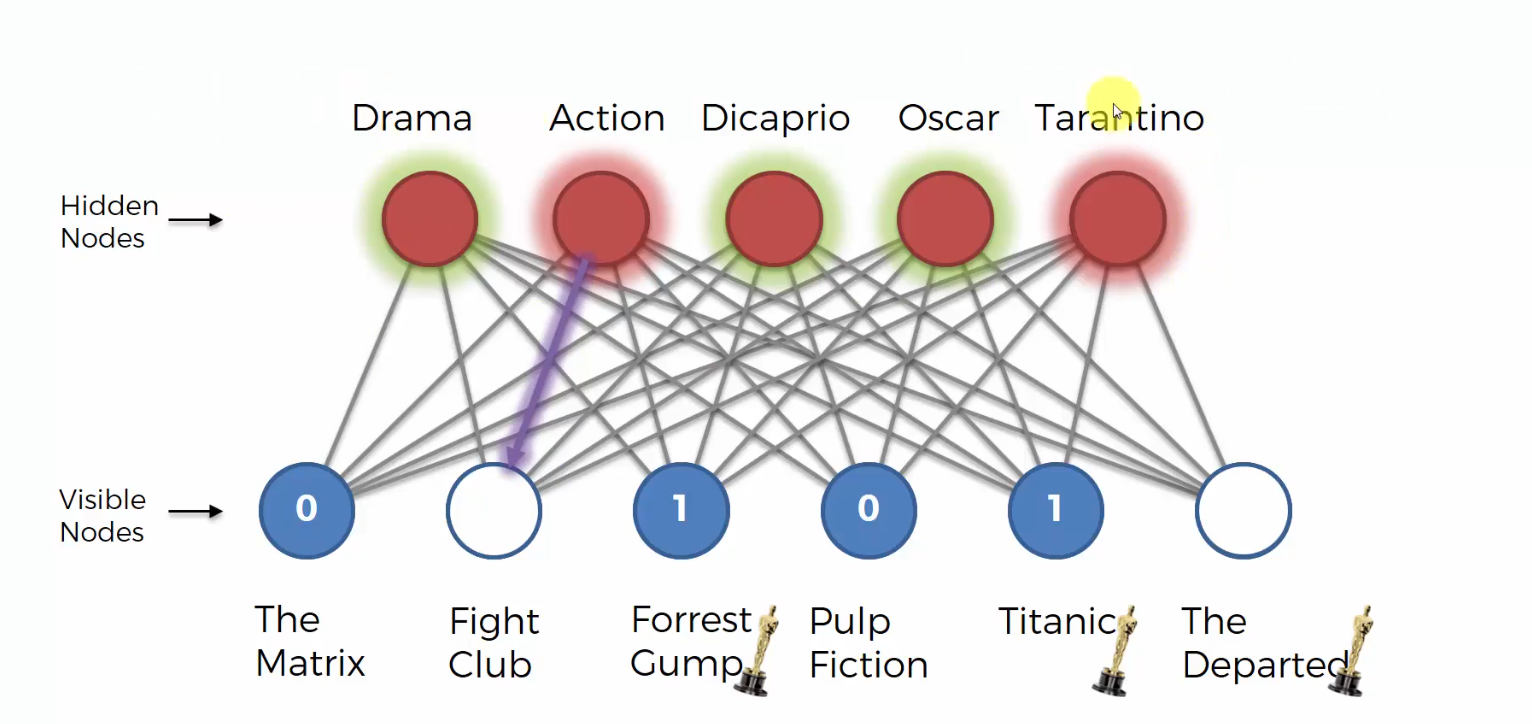 Drama Action Dicaprio Oscar Tarantino
Hidden
Nodes
0 1 0 1
Visible
Nodes
The
Matrix
Fight
Club
Forrest
Gump
Pulp
Fiction
Titanic
The
Departed